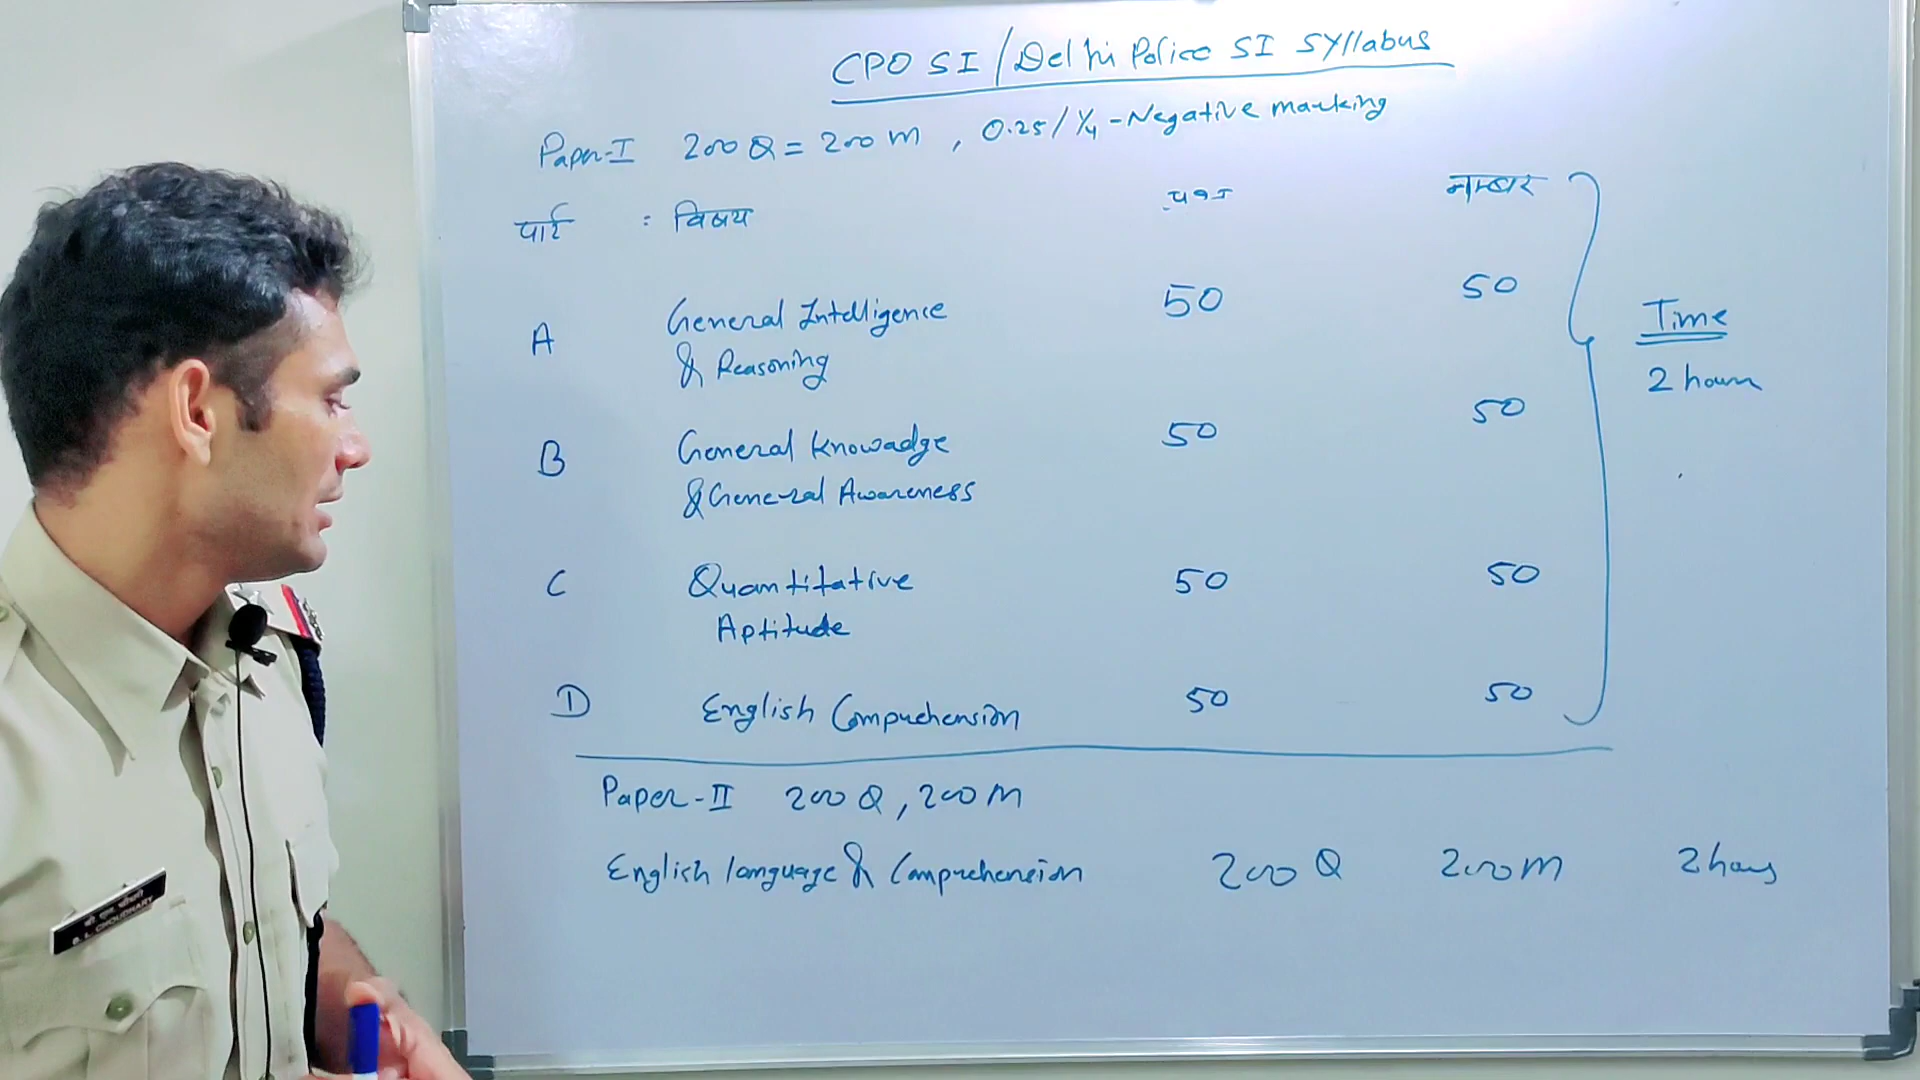 CPO SI / Delhi Police SI Syllabus
Paper-I 200 Q = 200 M , 0.25 / 1/4 - Negative marking
पार्ट : विषय प्रश्न नम्बर
A General Intelligence 50 50
& Reasoning
Time
2 hours
B General Knowadge 50 50
& General Awareness
C Quantitative 50 50
Aptitude
D English Comprehension 50 50
Paper-II 200 Q, 200 M
English language & Comprehension 200 Q 200 M 2 hours
B. L. CHOUDHARY